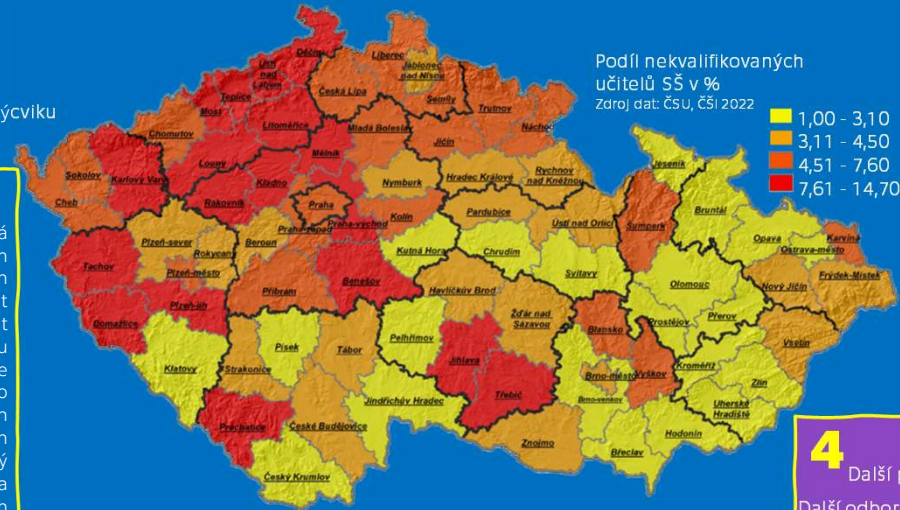 Podíl nekvalifikovaných
učitelů SŠ v %
Zdroj dat: ČSU, ČŠI 2022
1,00 - 3,10
3,11 - 4,50
4,51 - 7,60
7,61 - 14,70
ýcviku
á
n
n
t
t
u
e
o
n
n
ý
a
n
Děčín
Ústí
nad
Labem
Liberec
Jablonec
nad Nisou
Teplice
Česká Lípa
Semily
Most
Trutnov
Chomutov
Litoměřice
Mladá Boleslav
Náchod
Jičín
Mělník
Louny
Jeseník
Sokolov
Karlovy Vary
Kladno
Nymburk
Hradec Králové
Rychnov
nad Kněžnou
Cheb
Rakovník
Praha
Kolín
Pardubice
Bruntál
Praha-východ
Praha-západ
Ústí nad Orlicí
Šumperk
Plzeň-sever
Beroun
Opava
Karviná
Rokycany
Kutná Hora
Chrudim
Ostrava-město
Tachov
Plzeň-město
Svitavy
Frýdek-Místek
Příbram
Benešov
Olomouc
Nový Jičín
Plzeň-jih
Havlíčkův Brod
Domažlice
Žďár nad
Sázavou
Přerov
Prostějov
Blansko
Pelhřimov
Písek
Tábor
Vsetín
Klatovy
Strakonice
Jihlava
Kroměříž
Vyškov
Brno-město
Zlín
Třebíč
Brno-venkov
Jindřichův Hradec
Uherské
Hradiště
Prachatice
České Budějovice
Hodonín
Znojmo
Břeclav
Český Krumlov
4
Další p
Další odbor